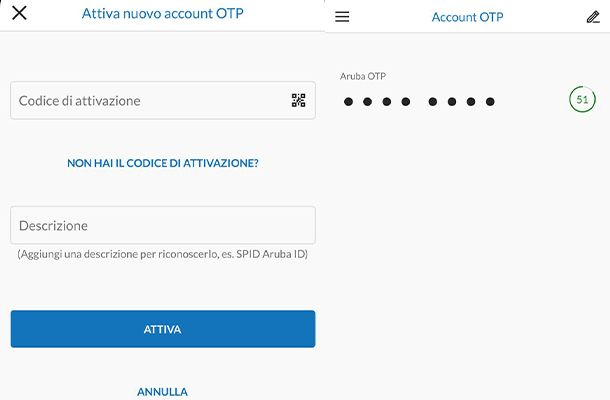 Attiva nuovo account OTP
Codice di attivazione
NON HAI IL CODICE DI ATTIVAZIONE?
Descrizione
(Aggiungi una descrizione per riconoscerlo, es. SPID Aruba ID)
ATTIVA
ANNULLA
Account OTP
Aruba OTP
51